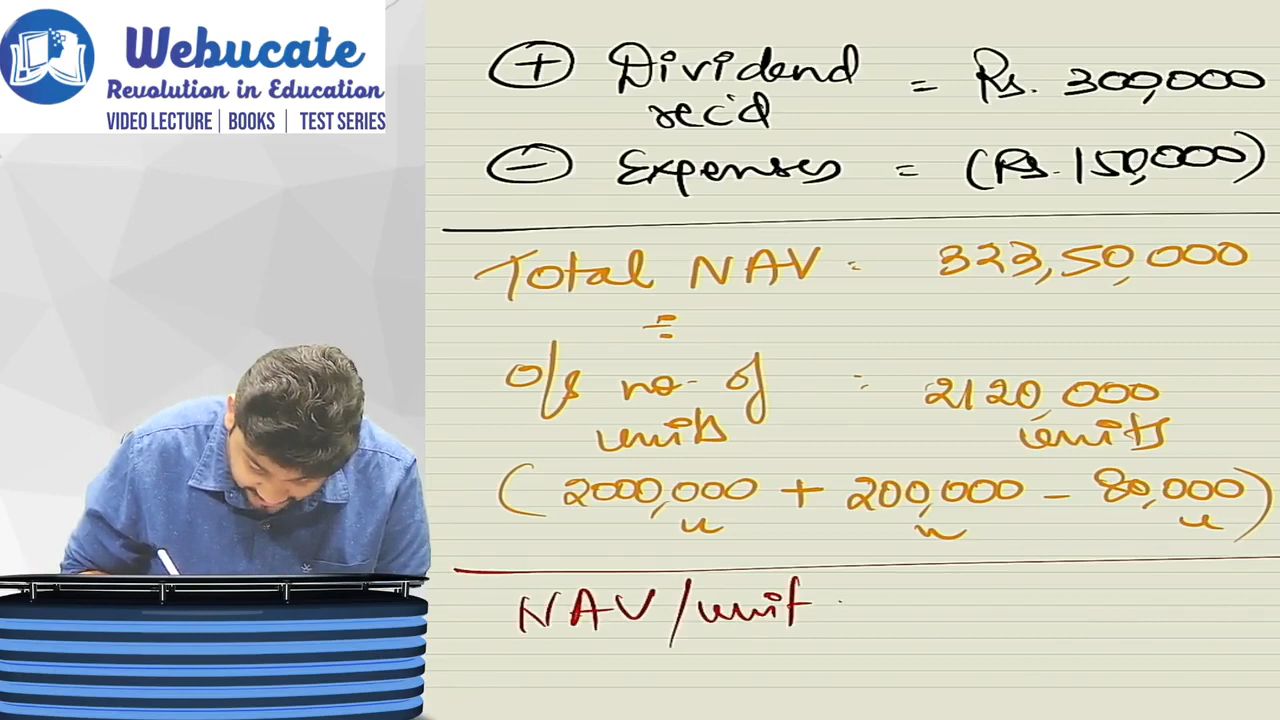 Webucate
Revolution in Education
VIDEO LECTURE | BOOKS | TEST SERIES
+ Dividend rec'd = Rs. 300,000
- Expenses = (Rs. 150,000)
Total NAV = 323,50,000
÷
o/s no. of units = 2120,000 units
(2000,000 u + 200,000 u - 80,000 u)
NAV/unit